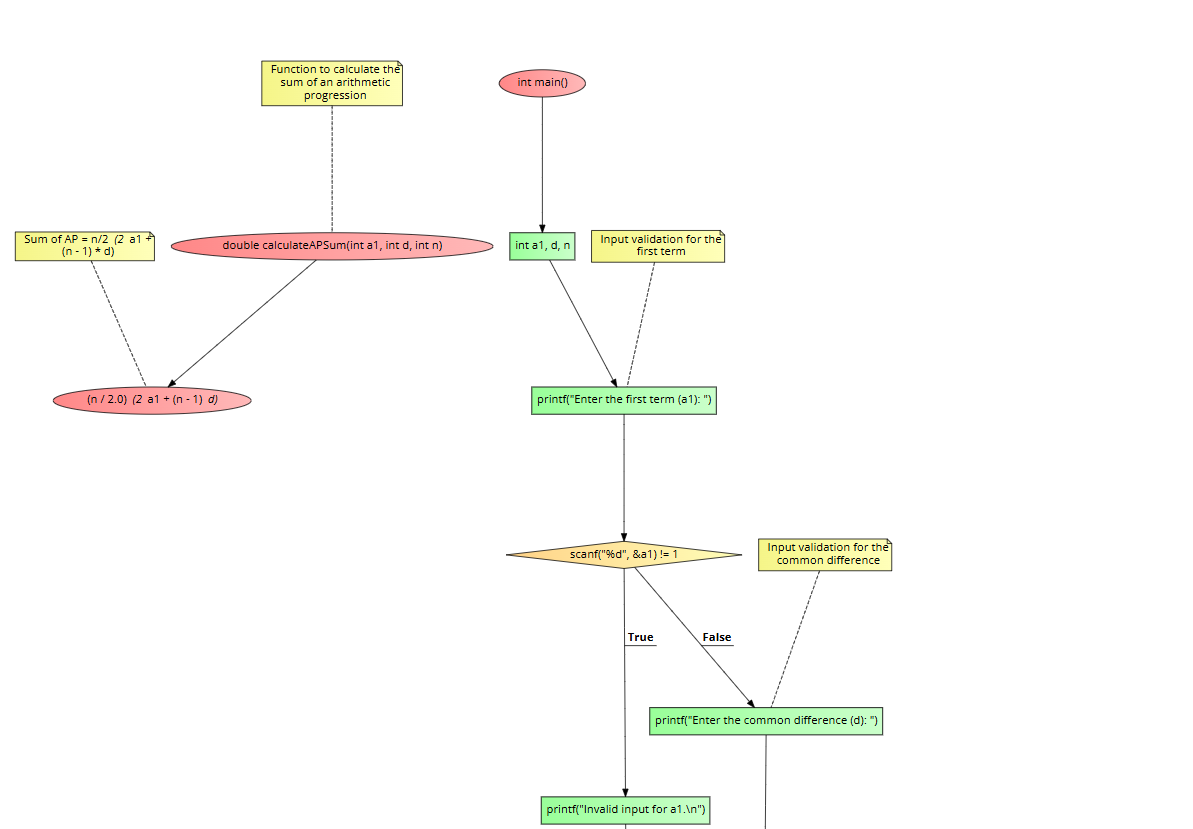 Function to calculate the
sum of an arithmetic
progression
int main()
Sum of AP = n/2 (2 a1 +
(n - 1) * d)
double calculateAPSum(int a1, int d, int n)
int a1, d, n
Input validation for the
first term
(n / 2.0) (2 a1 + (n - 1) d)
printf("Enter the first term (a1): ")
scanf("%d", &a1) != 1
Input validation for the
common difference
True
False
printf("Enter the common difference (d): ")
printf("Invalid input for a1.\n")